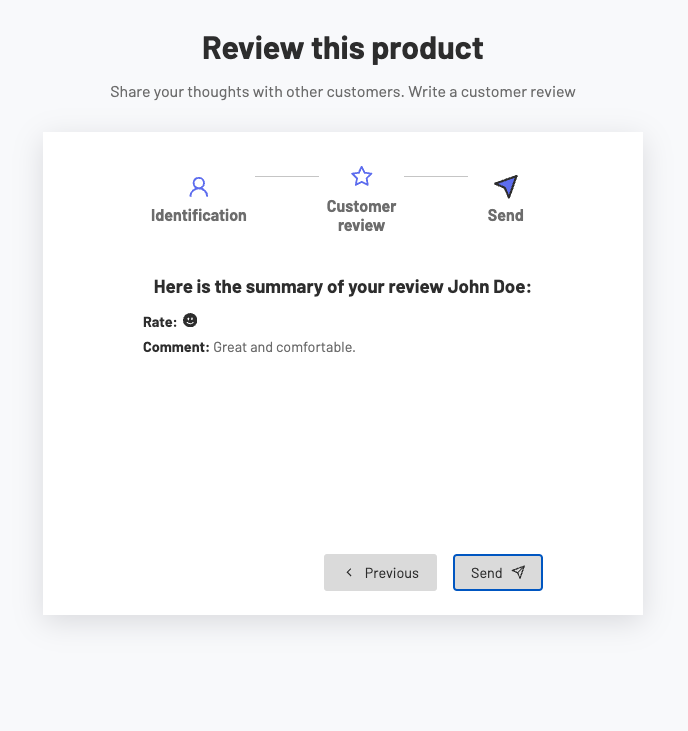 Review this product
Share your thoughts with other customers. Write a customer review
Identification
Customer
review
Send
Here is the summary of your review John Doe:
Rate:
Comment: Great and comfortable.
Previous
Send